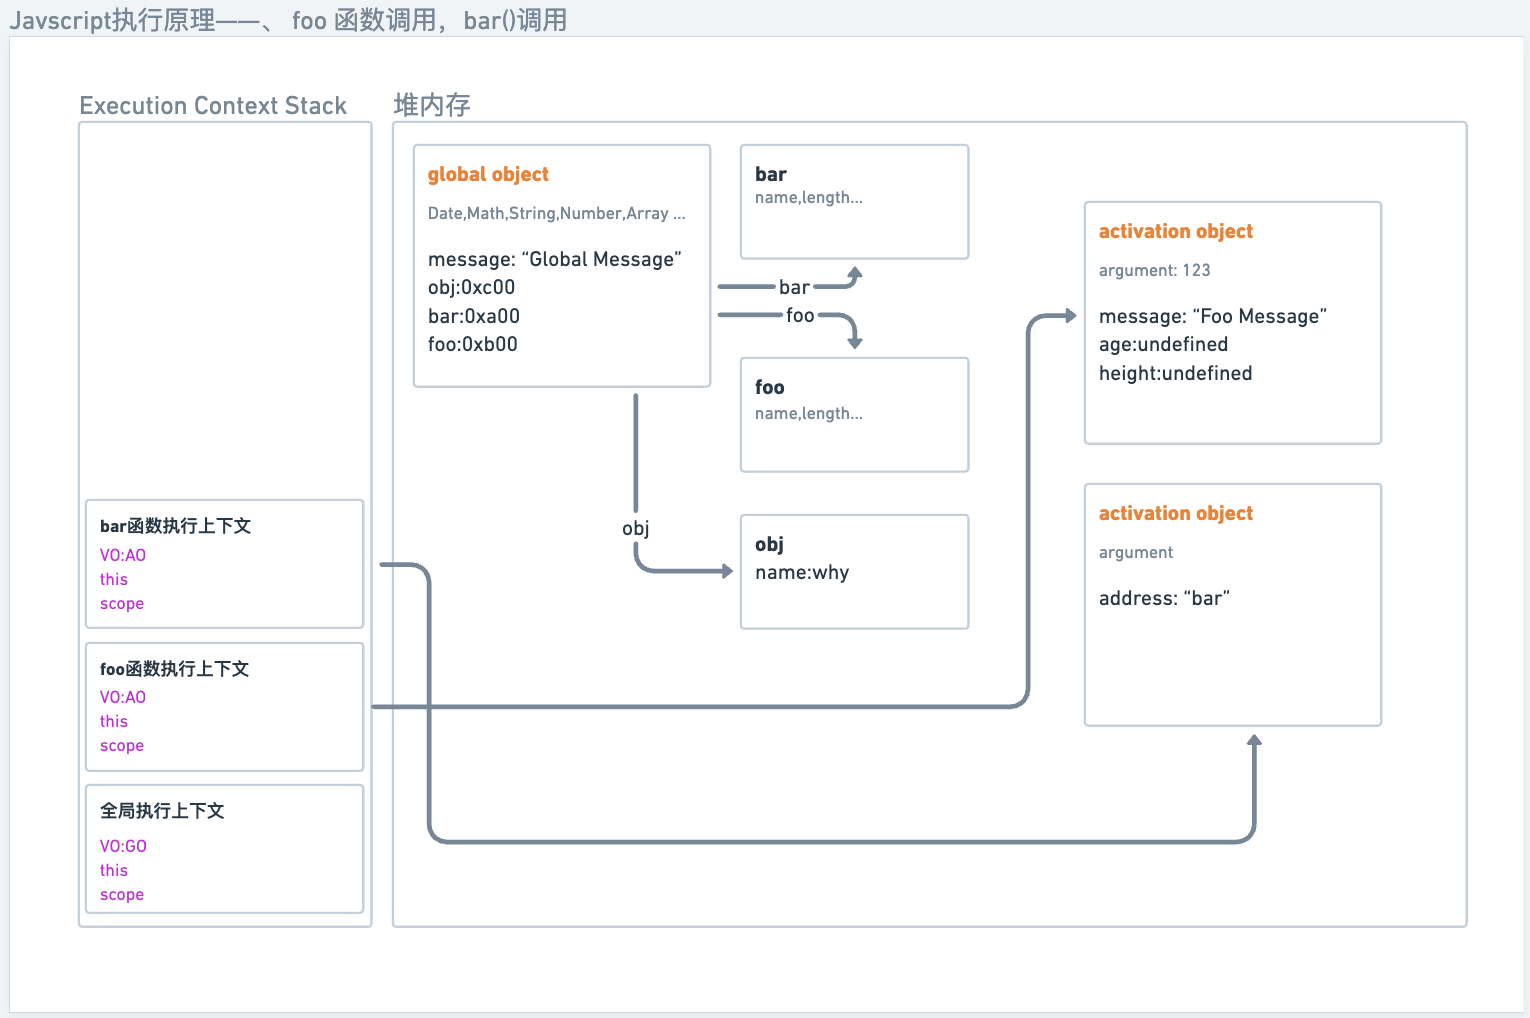 Javscript执行原理——、 foo 函数调用，bar()调用
Execution Context Stack
堆内存
global object
Date,Math,String,Number,Array ...
message: “Global Message”
obj:0xc00
bar:0xa00
foo:0xb00
bar
name,length...
bar
foo
foo
name,length...
obj
obj
name:why
activation object
argument: 123
message: “Foo Message”
age:undefined
height:undefined
activation object
argument
address: “bar”
bar函数执行上下文
VO:AO
this
scope
foo函数执行上下文
VO:AO
this
scope
全局执行上下文
VO:GO
this
scope